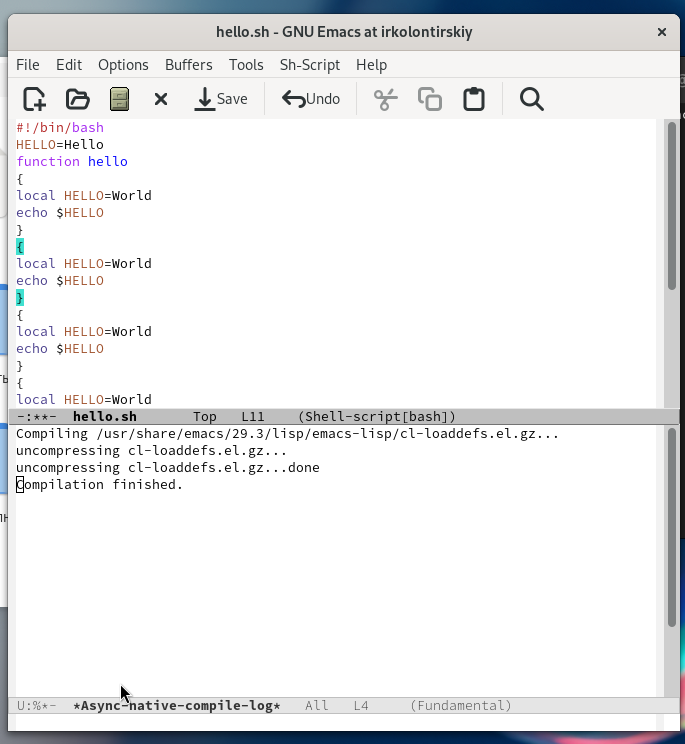 hello.sh - GNU Emacs at irkolontirskiy
File Edit Options Buffers Tools Sh-Script Help
Save Undo
#!/bin/bash
HELLO=Hello
function hello
{
local HELLO=World
echo $HELLO
}
{
local HELLO=World
echo $HELLO
}
{
local HELLO=World
echo $HELLO
}
{
local HELLO=World
-:**- hello.sh Top L11 (Shell-script[bash])
Compiling /usr/share/emacs/29.3/lisp/emacs-lisp/cl-loaddefs.el.gz...
uncompressing cl-loaddefs.el.gz...
uncompressing cl-loaddefs.el.gz...done
Compilation finished.
U:%*- *Async-native-compile-log* All L4 (Fundamental)